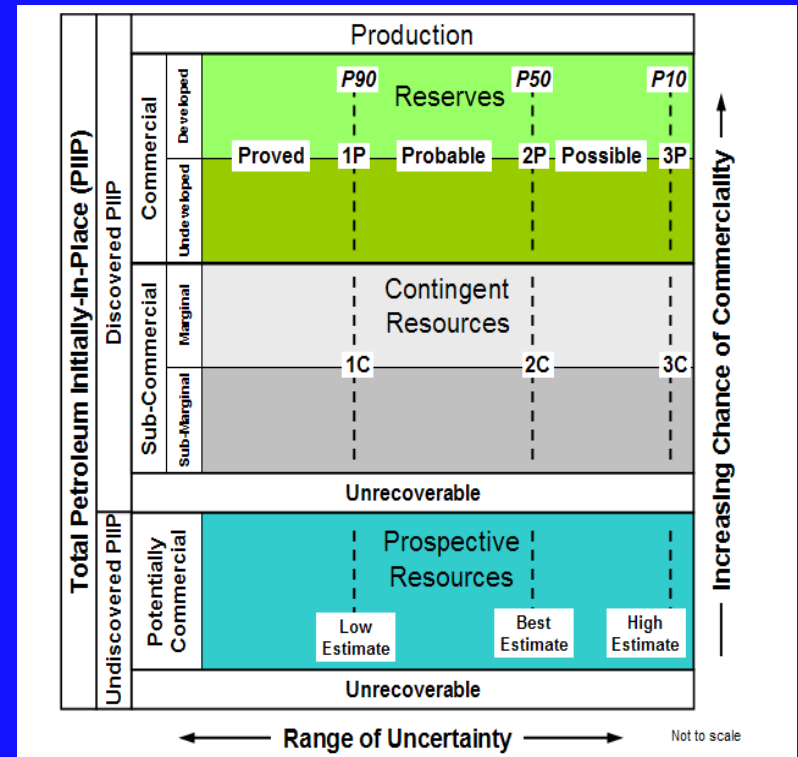 Production
Total Petroleum Initially-In-Place (PIIP)
Discovered PIIP
Commercial
Developed
P90
P50
P10
Reserves
Proved
1P
Probable
2P
Possible
3P
Undeveloped
Sub-Commercial
Marginal
Contingent
Resources
1C
2C
3C
Sub-Marginal
Unrecoverable
Undiscovered PIIP
Potentially
Commercial
Prospective
Resources
Low
Estimate
Best
Estimate
High
Estimate
Unrecoverable
Increasing Chance of Commerciality
Range of Uncertainty
Not to scale